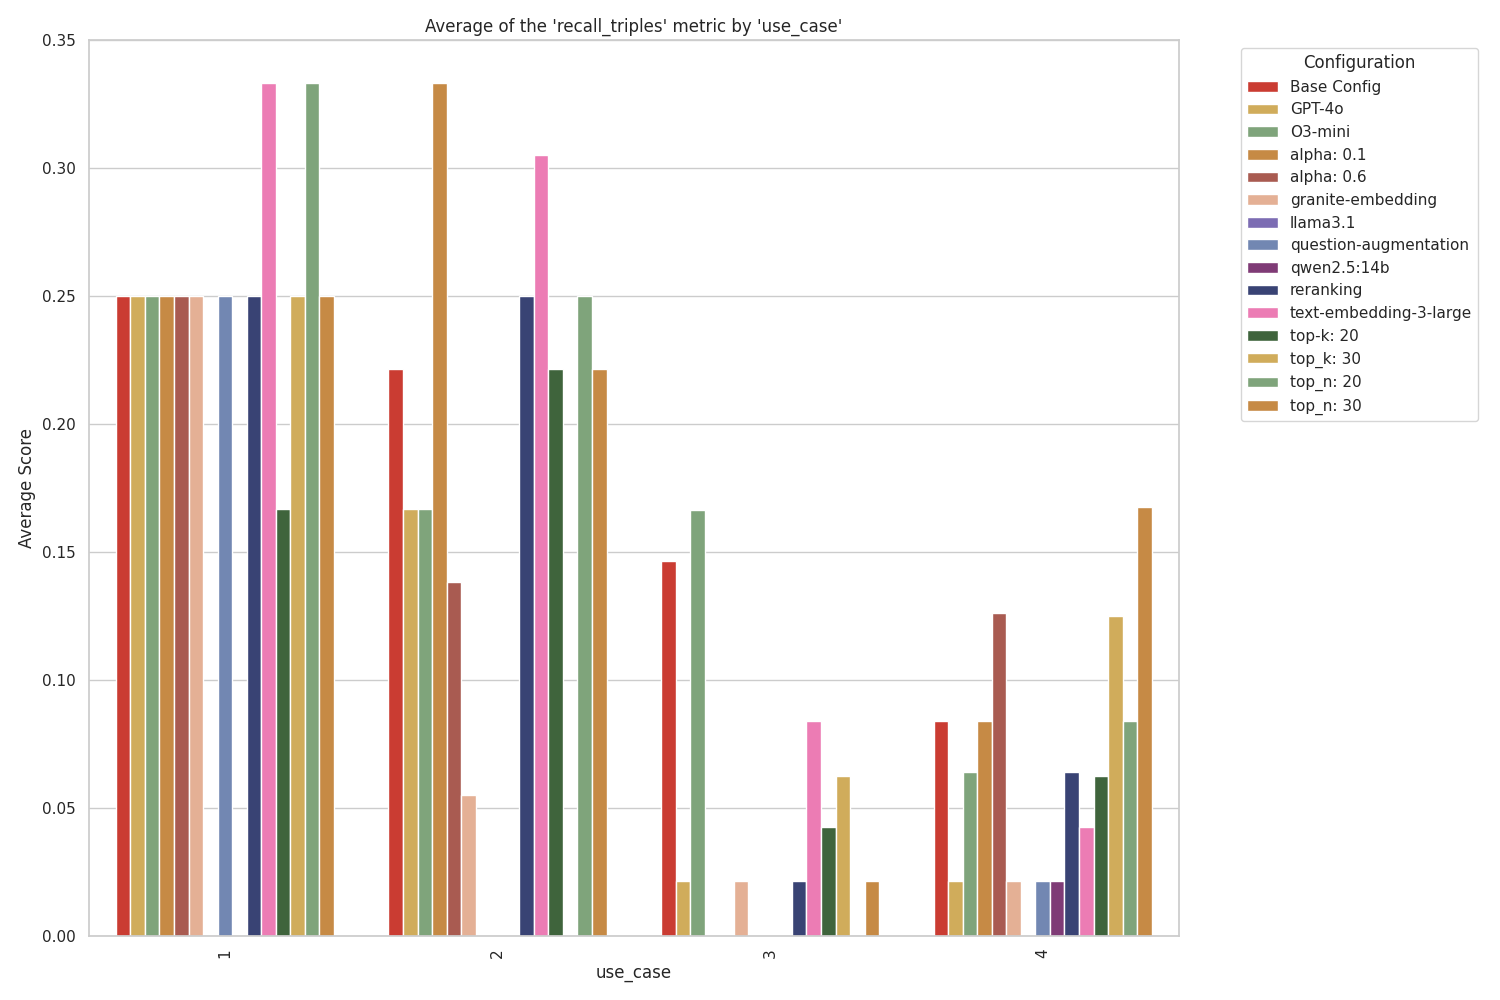 Average of the 'recall_triples' metric by 'use_case'
0.35
0.30
0.25
0.20
0.15
0.10
0.05
0.00
Average Score
1
2
3
4
use_case
Configuration
Base Config
GPT-4o
O3-mini
alpha: 0.1
alpha: 0.6
granite-embedding
llama3.1
question-augmentation
qwen2.5:14b
reranking
text-embedding-3-large
top-k: 20
top_k: 30
top_n: 20
top_n: 30